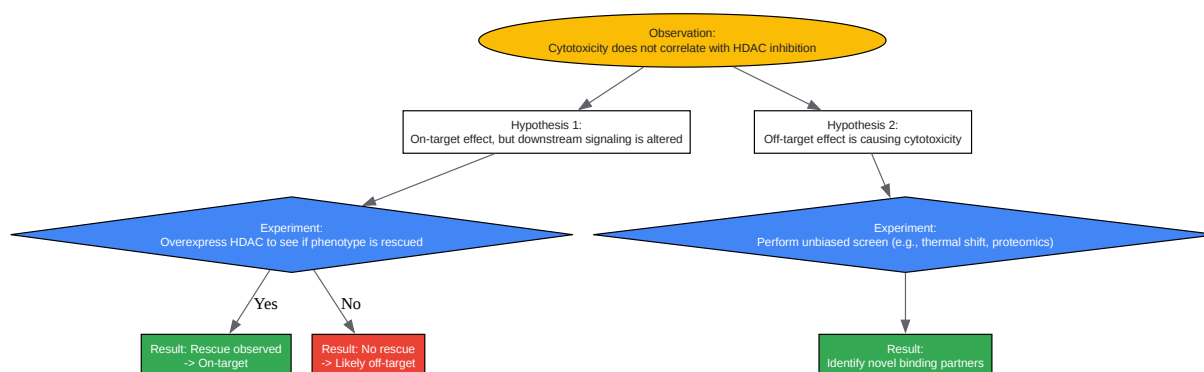 Observation:
Cytotoxicity does not correlate with HDAC inhibition
Hypothesis 1:
On-target effect, but downstream signaling is altered
Hypothesis 2:
Off-target effect is causing cytotoxicity
Experiment:
Overexpress HDAC to see if phenotype is rescued
Experiment:
Perform unbiased screen (e.g., thermal shift, proteomics)
Yes
No
Result: Rescue observed
-> On-target
Result: No rescue
-> Likely off-target
Result:
Identify novel binding partners